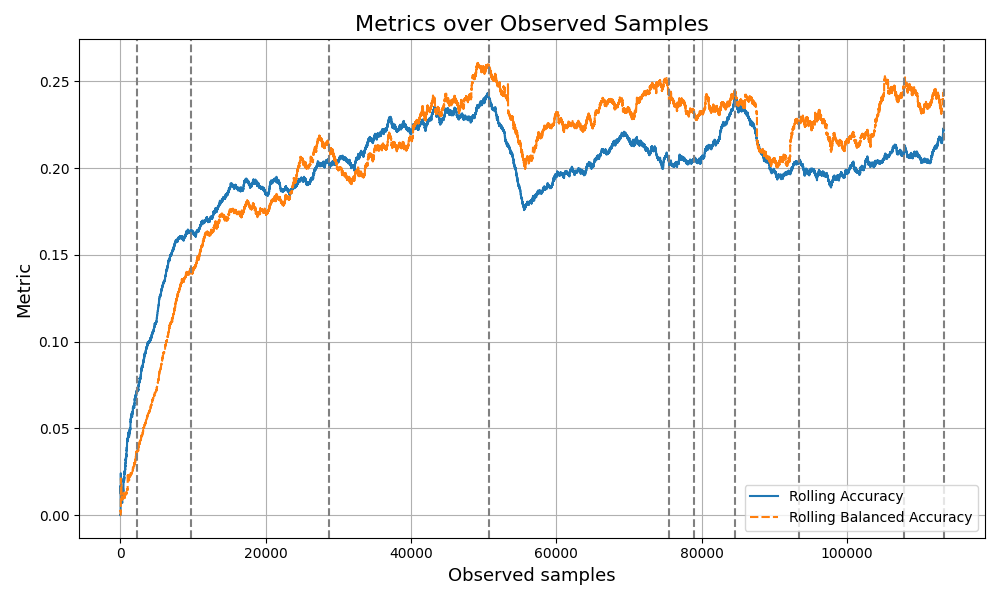 Metrics over Observed Samples
Metric
0.25
0.20
0.15
0.10
0.05
0.00
0
20000
40000
60000
80000
100000
Observed samples
Rolling Accuracy
Rolling Balanced Accuracy